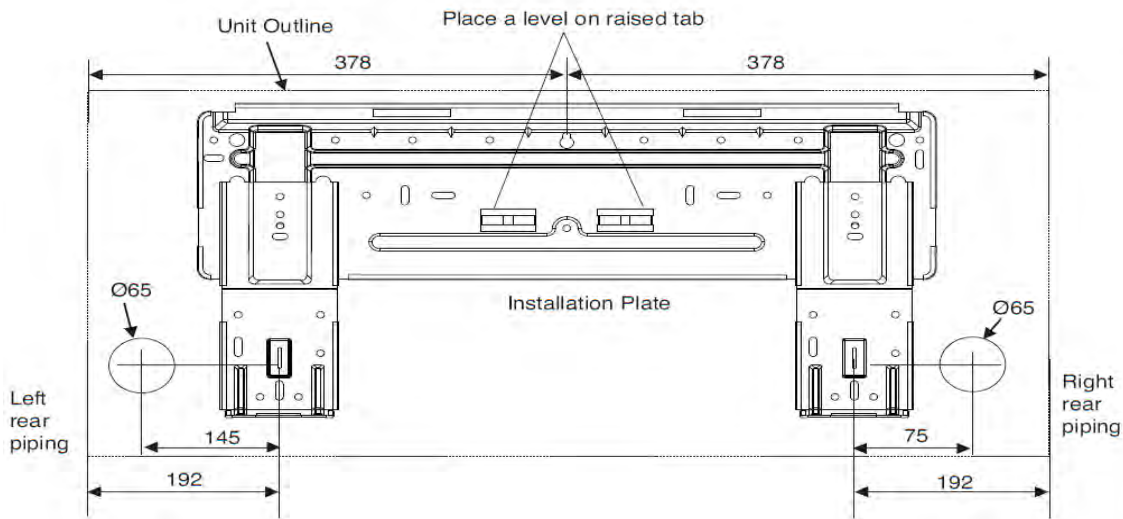 Place a level on raised tab
Unit Outline
378
378
Installation Plate
Ø65
Ø65
Left
rear
piping
Right
rear
piping
145
75
192
192